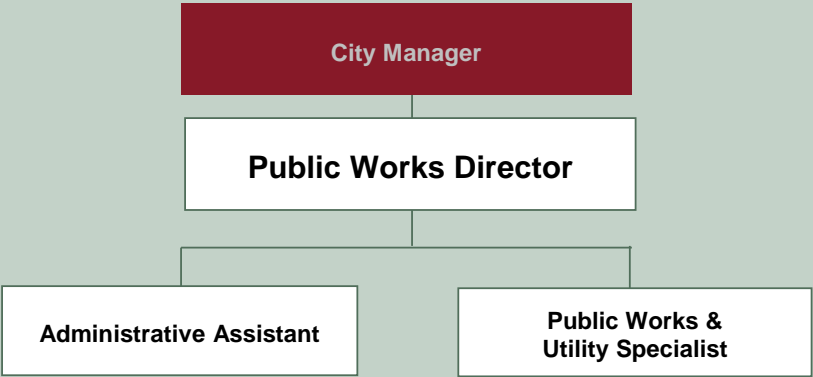 City Manager
Public Works Director
Administrative Assistant
Public Works &
Utility Specialist